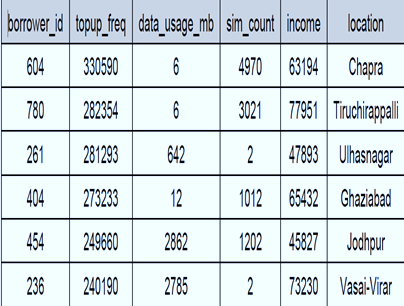 borrower_id topup_freq data_usage_mb sim_count income location
604 330590 6 4970 63194 Chapra
780 282354 6 3021 77951 Tiruchirappalli
261 281293 642 2 47893 Ulhasnagar
404 273233 12 1012 65432 Ghaziabad
454 249660 2862 1202 45827 Jodhpur
236 240190 2785 2 73230 Vasai-Virar